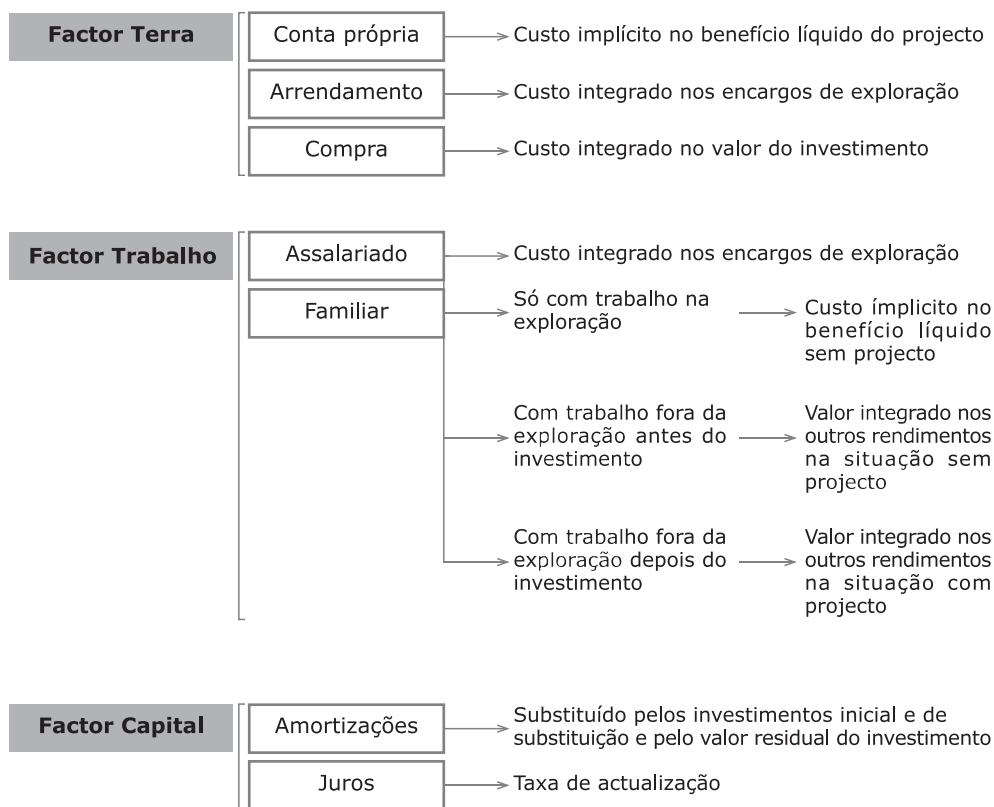 Factor Terra
Conta própria
Custo implícito no benefício líquido do projecto
Arrendamento
Custo integrado nos encargos de exploração
Compra
Custo integrado no valor do investimento
Factor Trabalho
Assalariado
Custo integrado nos encargos de exploração
Familiar
Só com trabalho na
exploração
Custo ímplicito no
benefício líquido
sem projecto
Com trabalho fora da
exploração antes do
investimento
Valor integrado nos
outros rendimentos
na situação sem
projecto
Com trabalho fora da
exploração depois do
investimento
Valor integrado nos
outros rendimentos
na situação com
projecto
Factor Capital
Amortizações
Substituído pelos investimentos inicial e de
substituição e pelo valor residual do investimento
Juros
Taxa de actualização